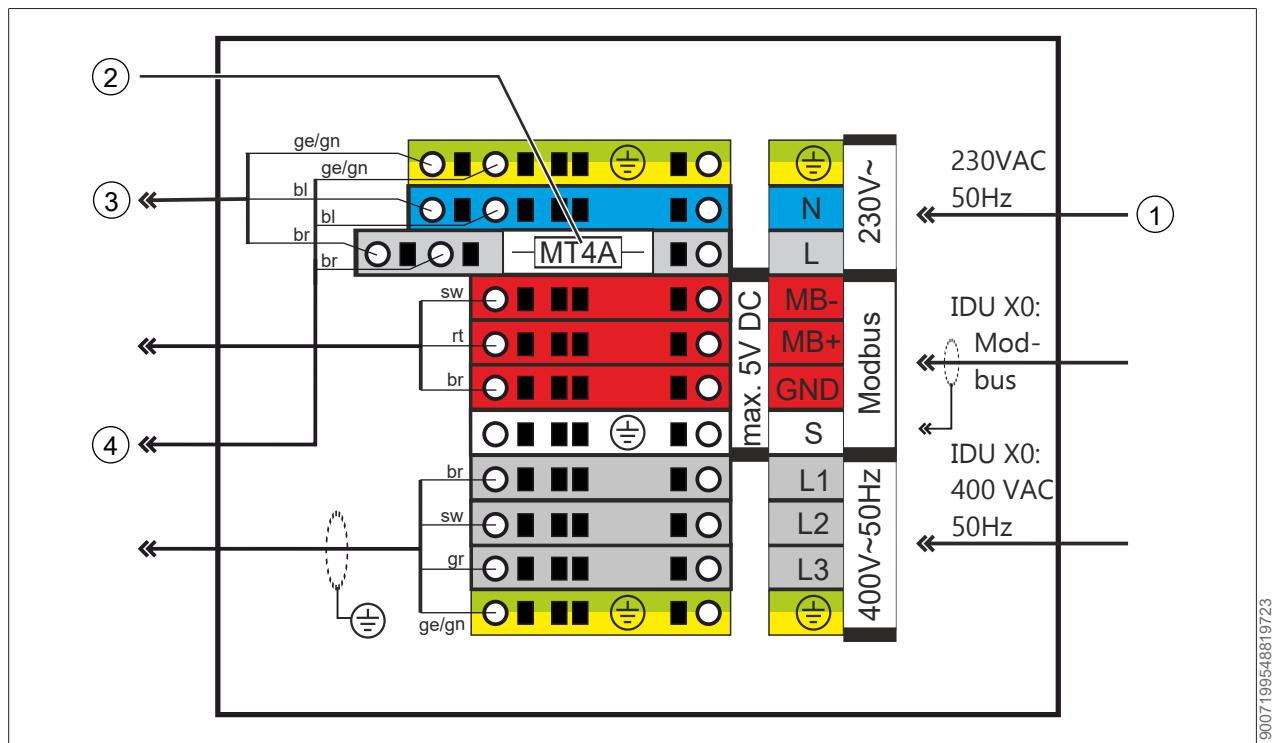 2
ge/gn
ge/gn
3
bl
bl
br
br
MT4A
N
L
230V~
230VAC
50Hz
1
sw
rt
br
max. 5V DC
MB-
MB+
GND
S
Modbus
IDU X0:
Mod-
bus
4
br
sw
gr
ge/gn
L1
L2
L3
400V~50Hz
IDU X0:
400 VAC
50Hz
9007199548819723